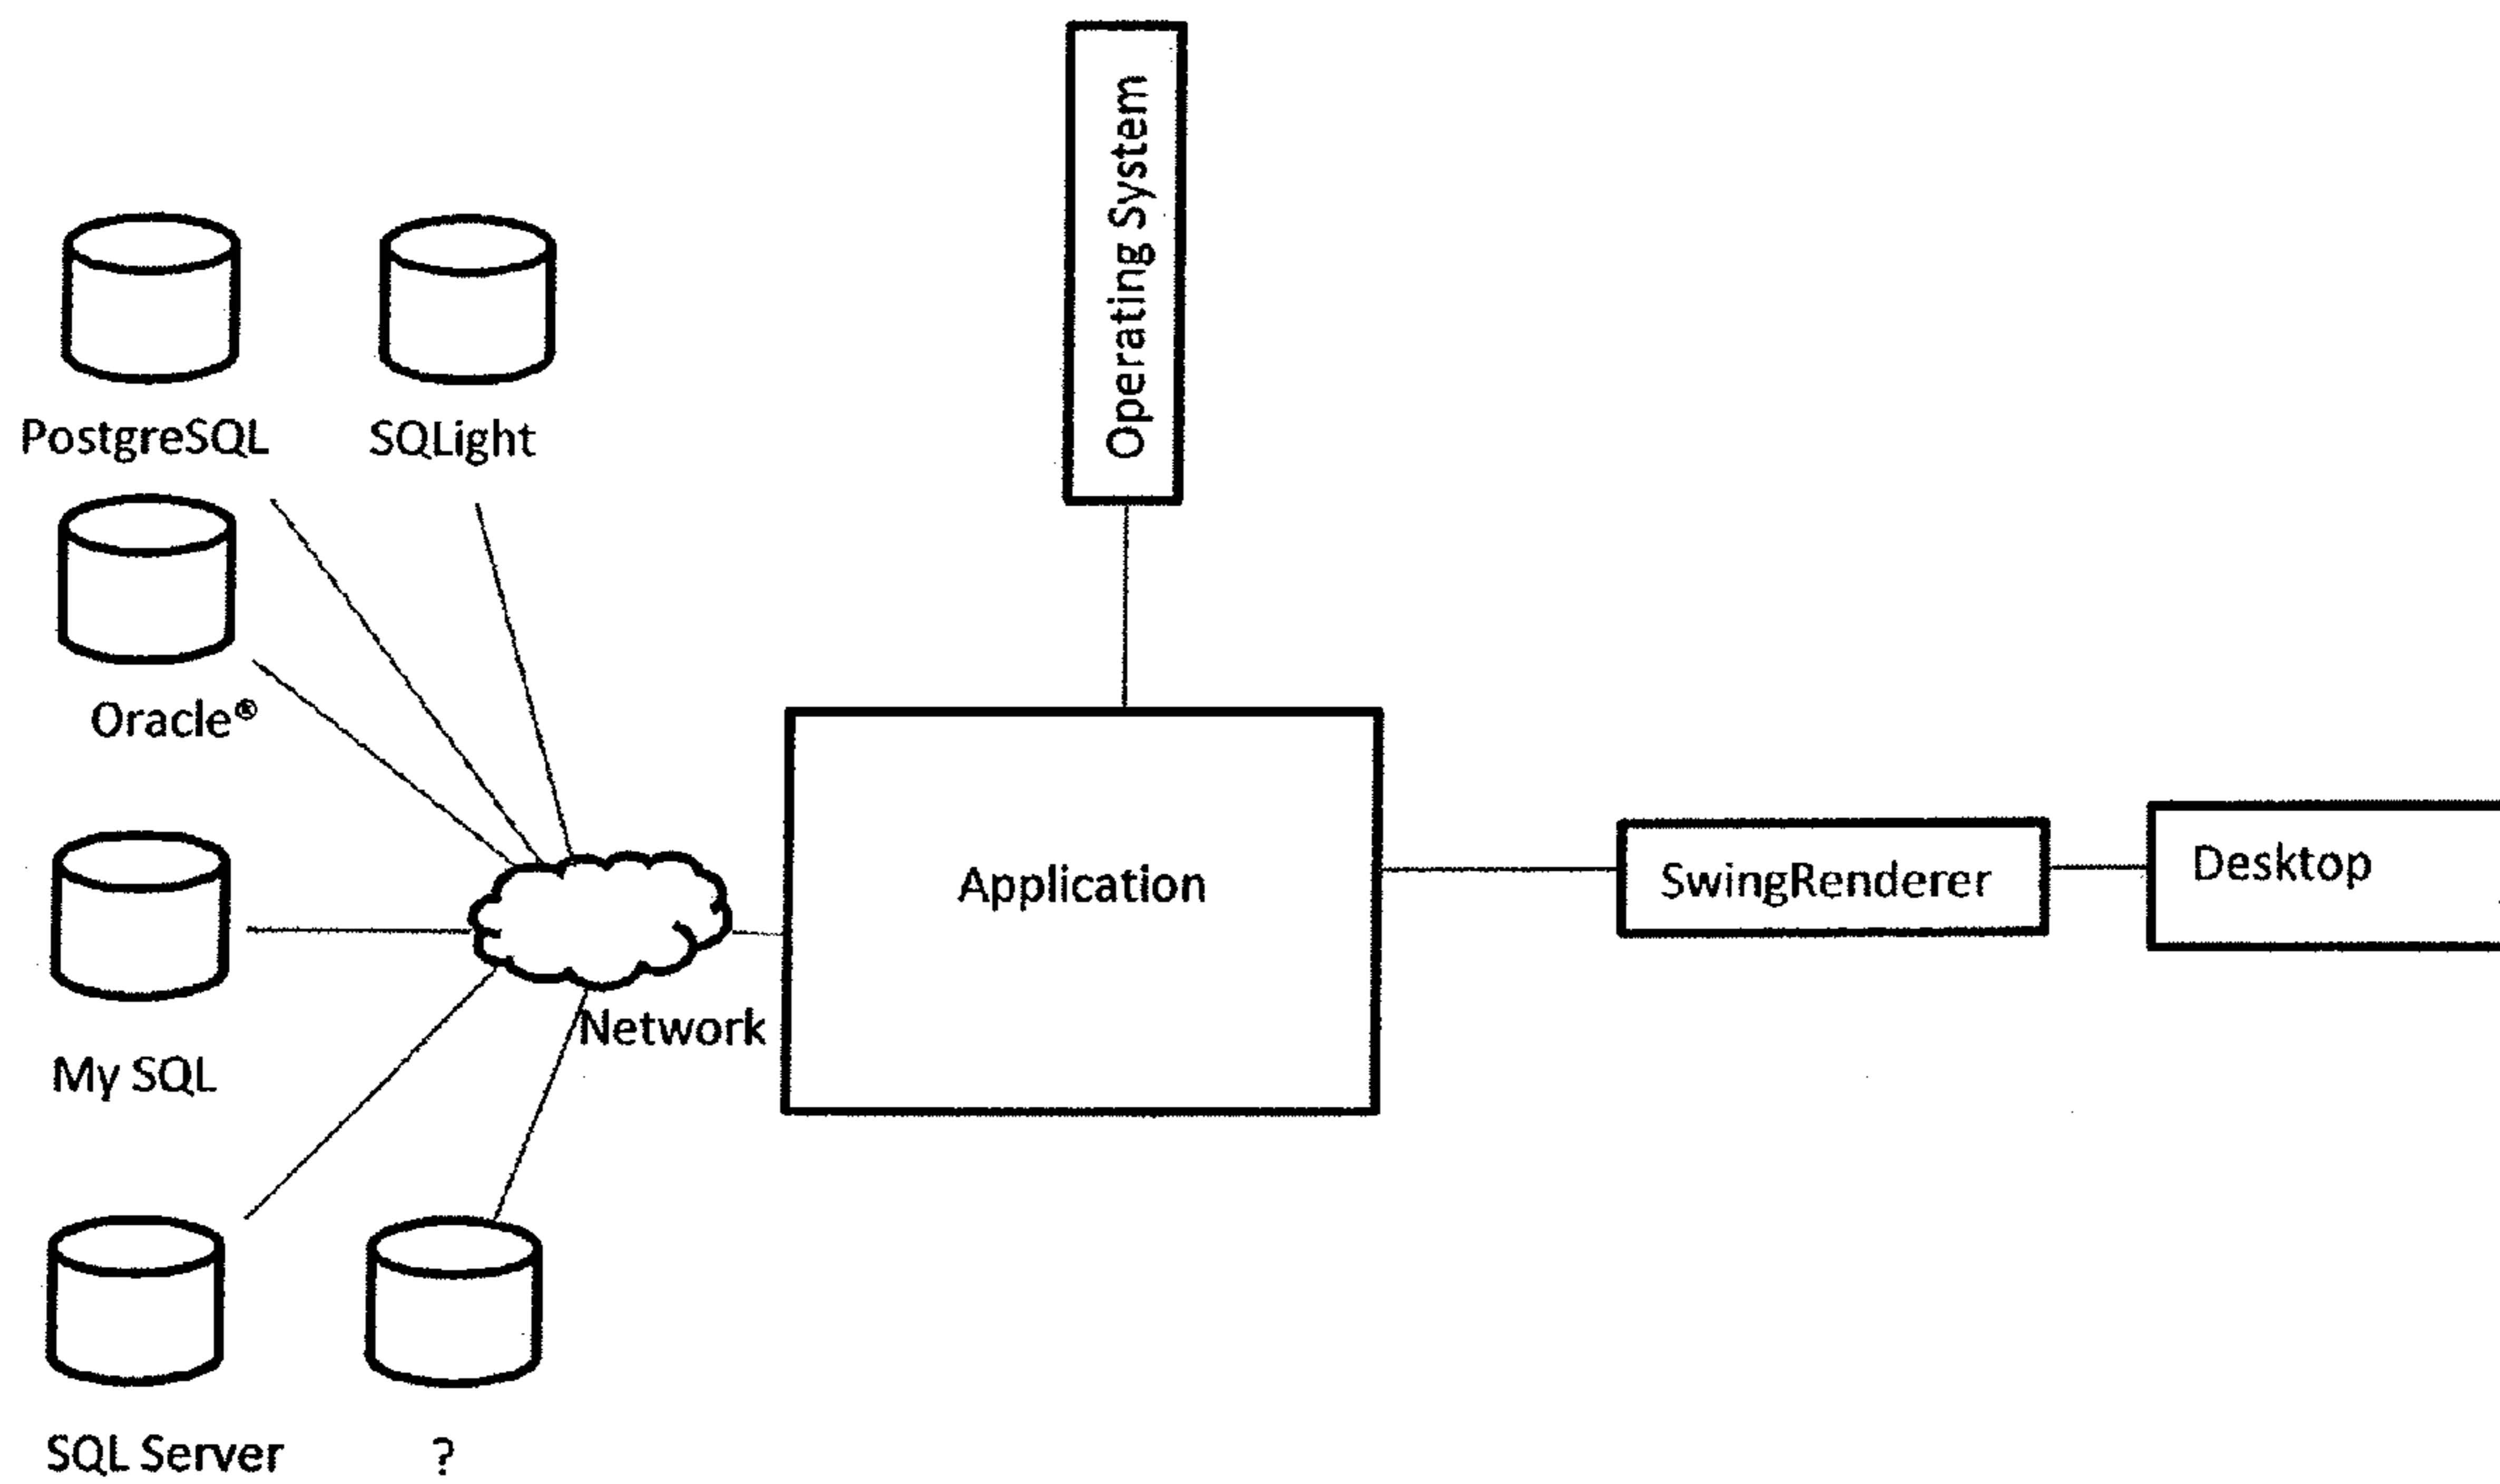 Operating System
PostgreSQL
SQLight
Oracle®
Application
SwingRenderer
Desktop
Network
My SQL
SQL Server
?